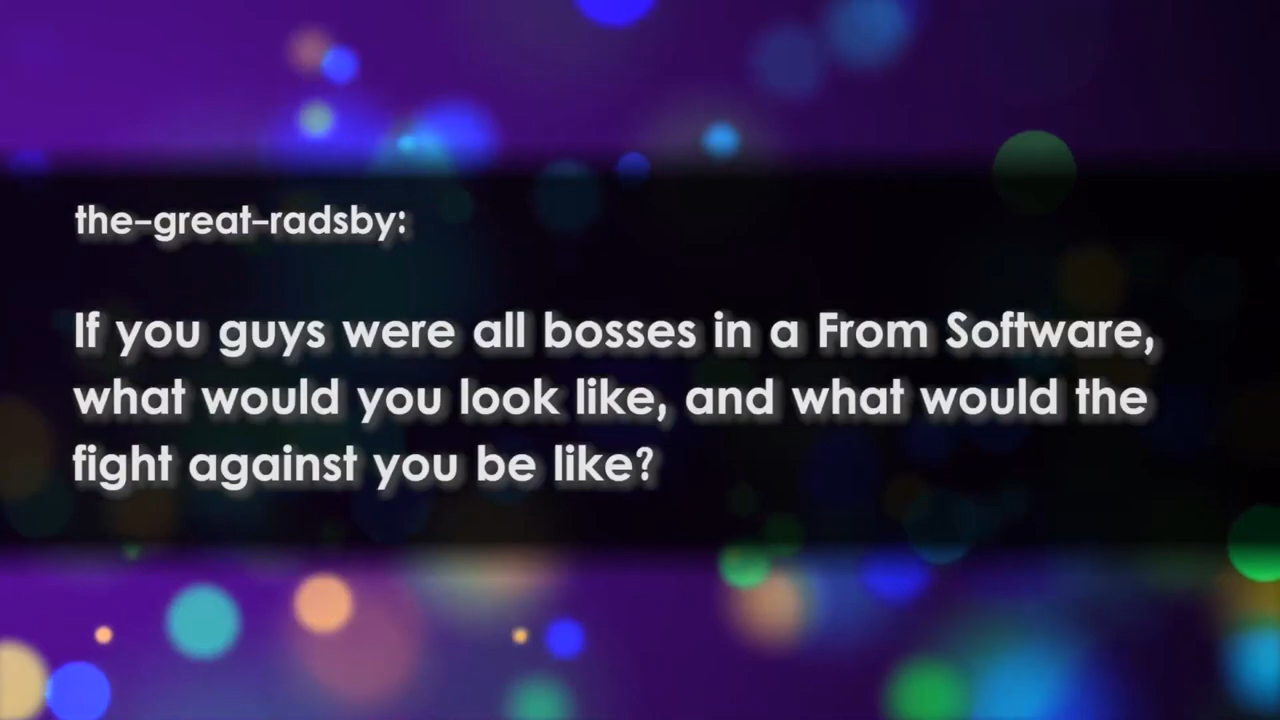 the-great-radsby:
If you guys were all bosses in a From Software,
what would you look like, and what would the
fight against you be like?